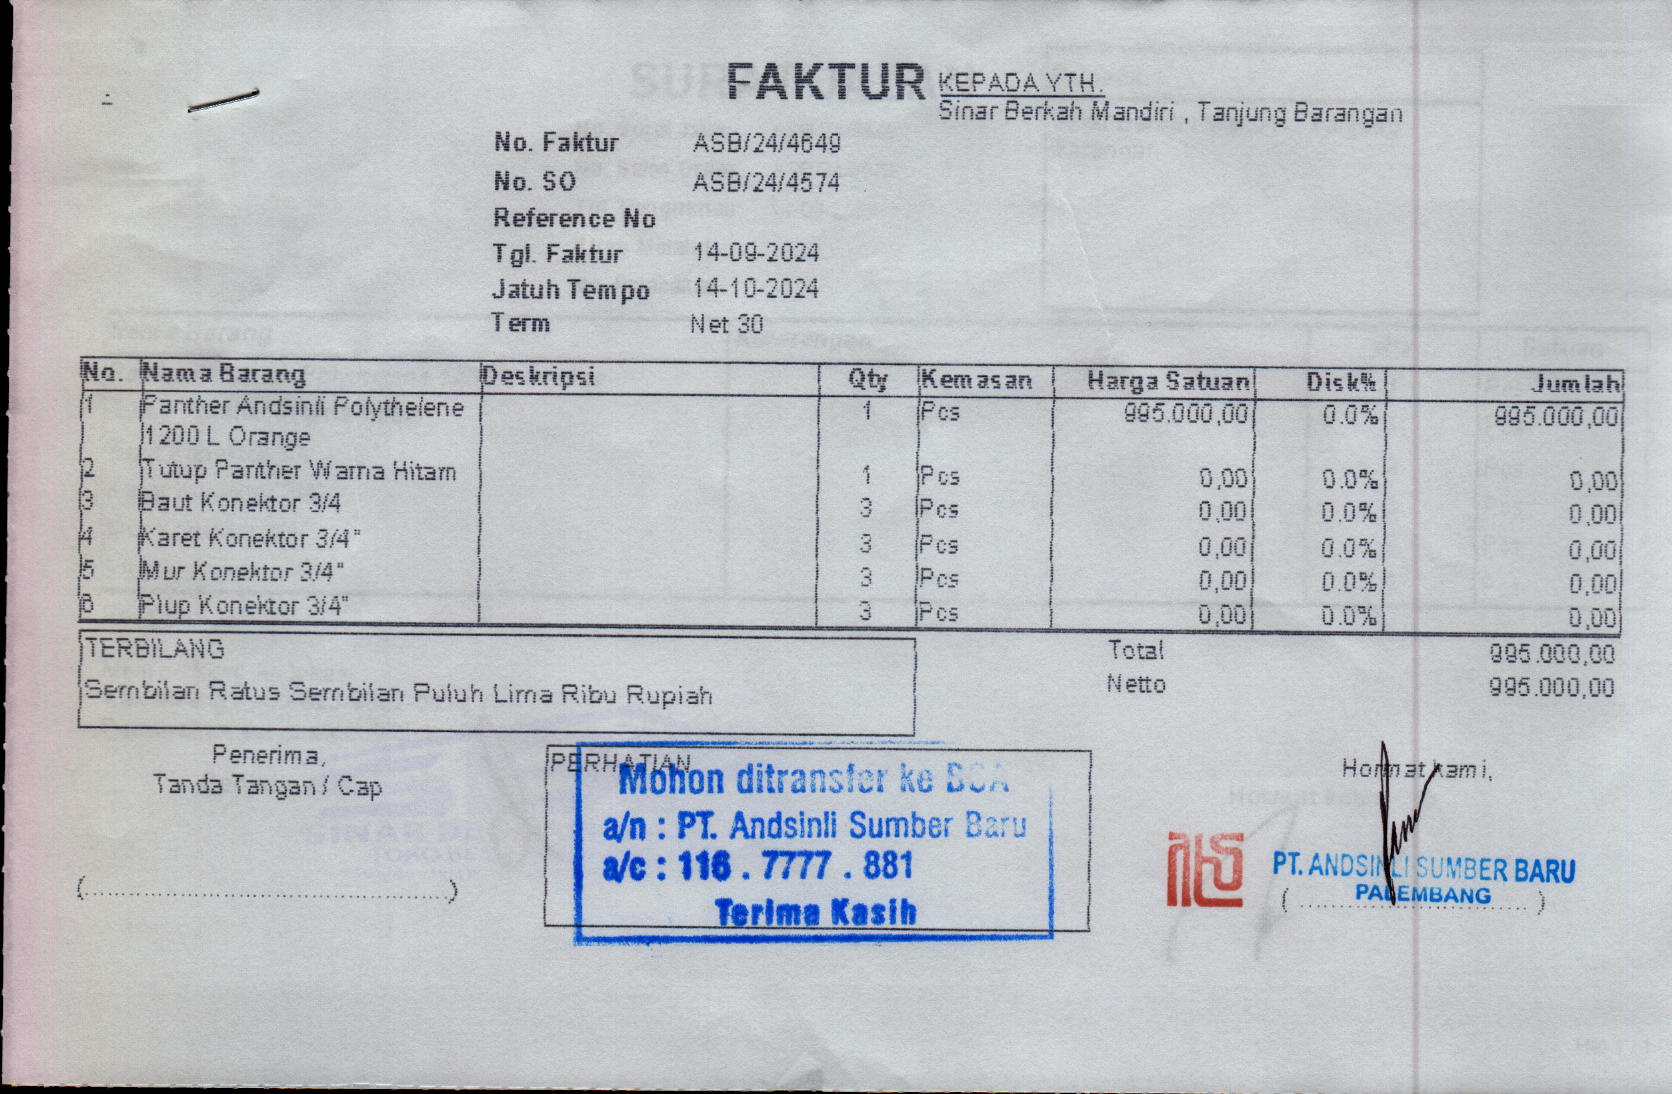 FAKTUR
KEPADA YTH.
Sinar Berkah Mandiri , Tanjung Barangan
No. Faktur ASB/24/4649
No. SO ASB/24/4574
Reference No
Tgl. Faktur 14-09-2024
Jatuh Tempo 14-10-2024
Term Net 30
No. Nama Barang Deskripsi Qty Kemasan Harga Satuan Disk% Jumlah
1 Panther Andsinli Polythelene 1 Pcs 995.000,00 0.0% 995.000,00
1200 L Orange
2 Tutup Panther Warna Hitam 1 Pcs 0,00 0.0% 0,00
3 Baut Konektor 3/4 3 Pcs 0,00 0.0% 0,00
4 Karet Konektor 3/4" 3 Pcs 0,00 0.0% 0,00
5 Mur Konektor 3/4" 3 Pcs 0,00 0.0% 0,00
6 Plup Konektor 3/4" 3 Pcs 0,00 0.0% 0,00
TERBILANG
Sembilan Ratus Sembilan Puluh Lima Ribu Rupiah
Total 995.000,00
Netto 995.000,00
Penerima,
Tanda Tangan / Cap
(..........................................)
PERHATIAN
Mohon ditransfer ke BCA
a/n : PT. Andsinli Sumber Baru
a/c : 116 . 7777 . 881
Terima Kasih
Hormat kami,
PT. ANDSINLI SUMBER BARU
PALEMBANG
( .......................... )